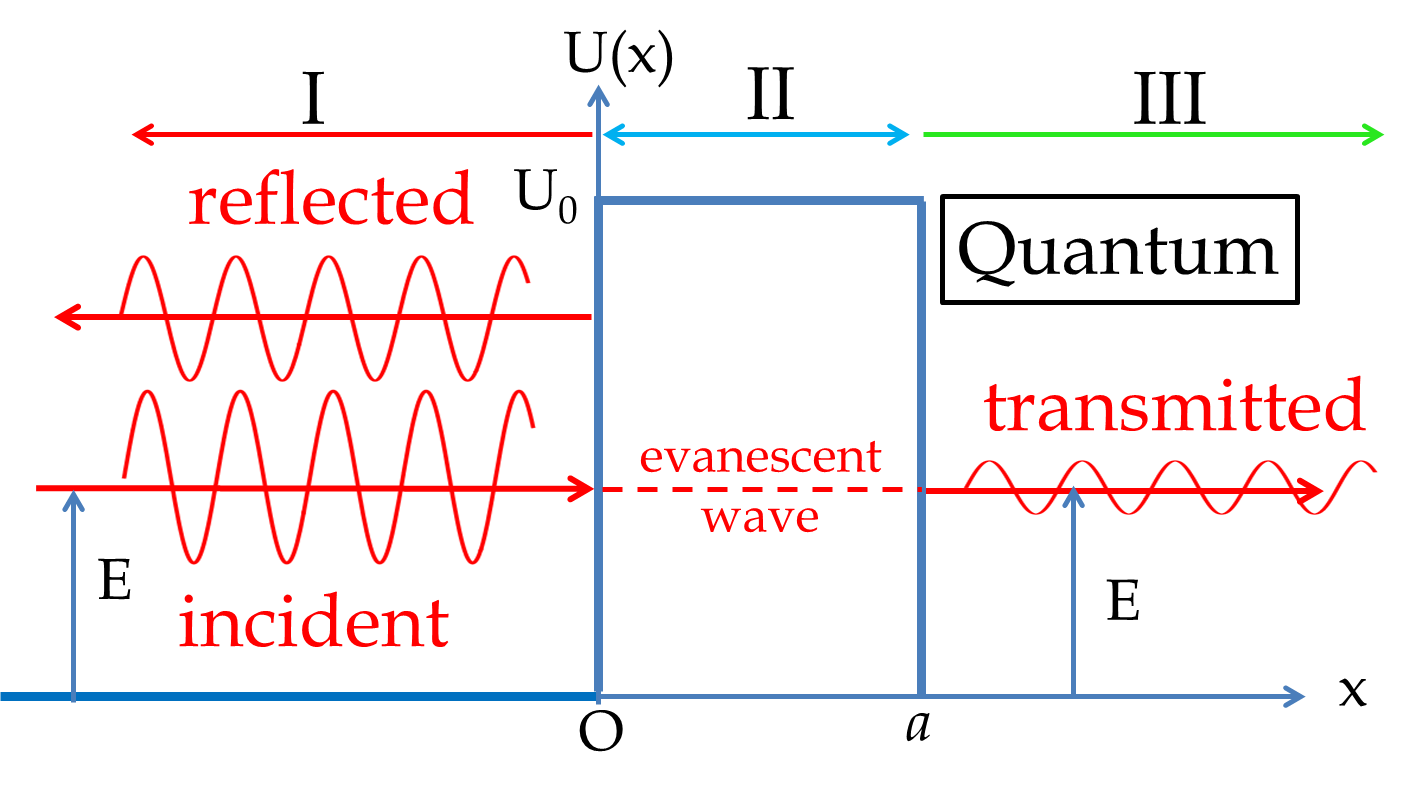 U(x)
I
II
III
reflected
U₀
Quantum
transmitted
evanescent
wave
E
E
incident
x
O
a